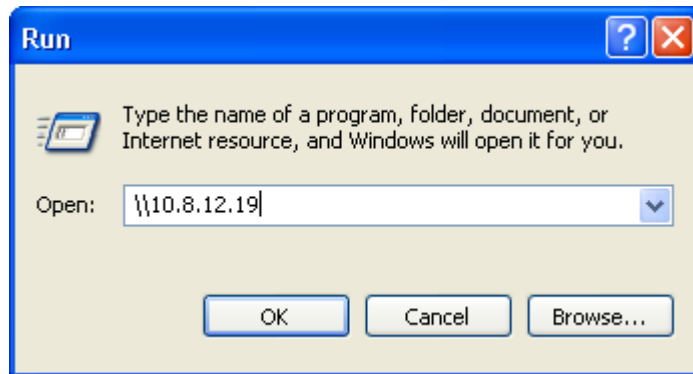 Run
Type the name of a program, folder, document, or
Internet resource, and Windows will open it for you.
Open: \\10.8.12.19
OK Cancel Browse...